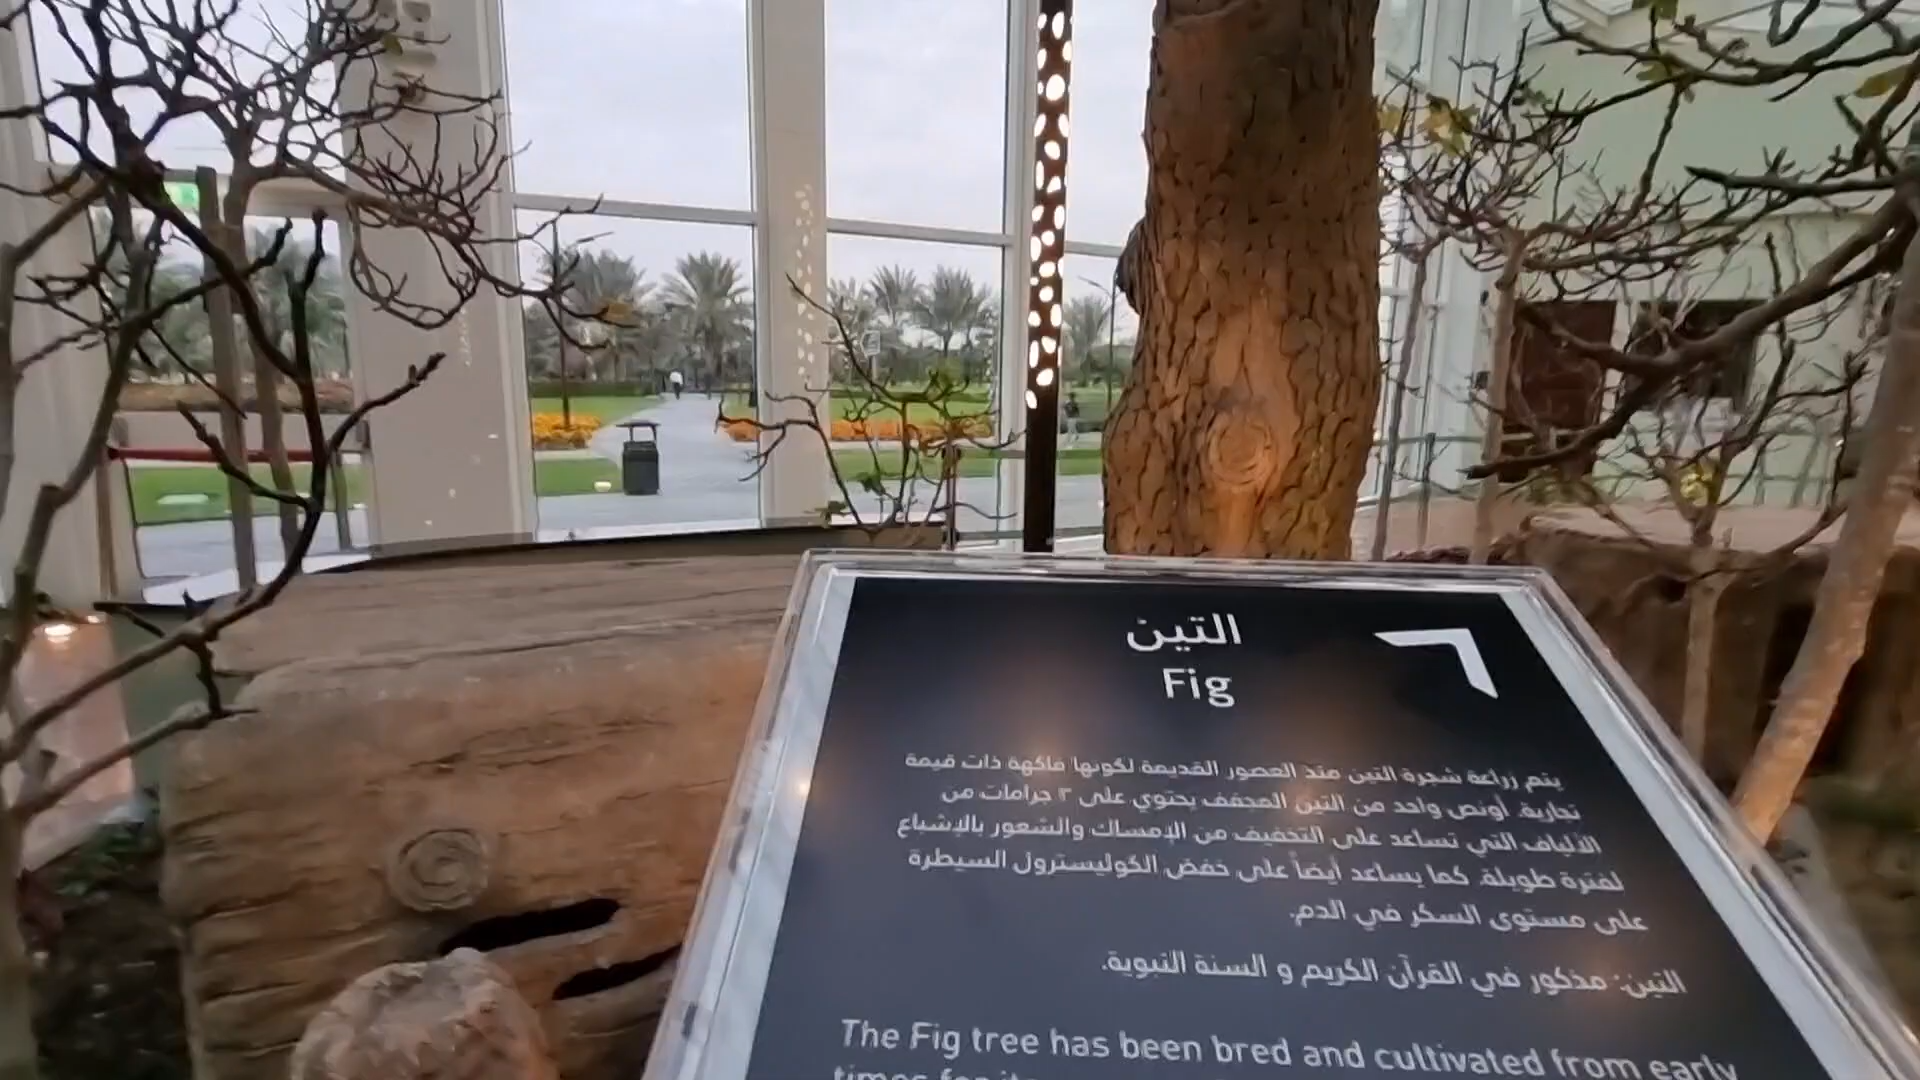 التين
Fig
يتم زراعة شجرة التين منذ العصور القديمة لكونها فاكهة ذات قيمة
تجارية. أونص واحد من التين المجفف يحتوي على ٣ جرامات من
الألياف التي تساعد على التخفيف من الإمساك والشعور بالإشباع
لفترة طويلة. كما يساعد أيضاً على خفض الكوليسترول السيطرة
على مستوى السكر في الدم.
التين: مذكور في القرآن الكريم و السنة النبوية.
The Fig tree has been bred and cultivated from early
times for its